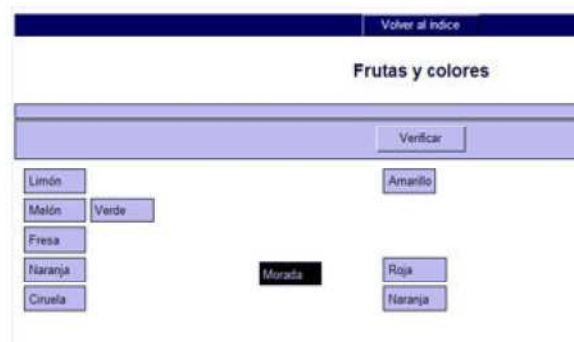 Volver al índice
Frutas y colores
Verificar
Limón Amarillo
Melón Verde
Fresa
Naranja Morada Roja
Ciruela Naranja